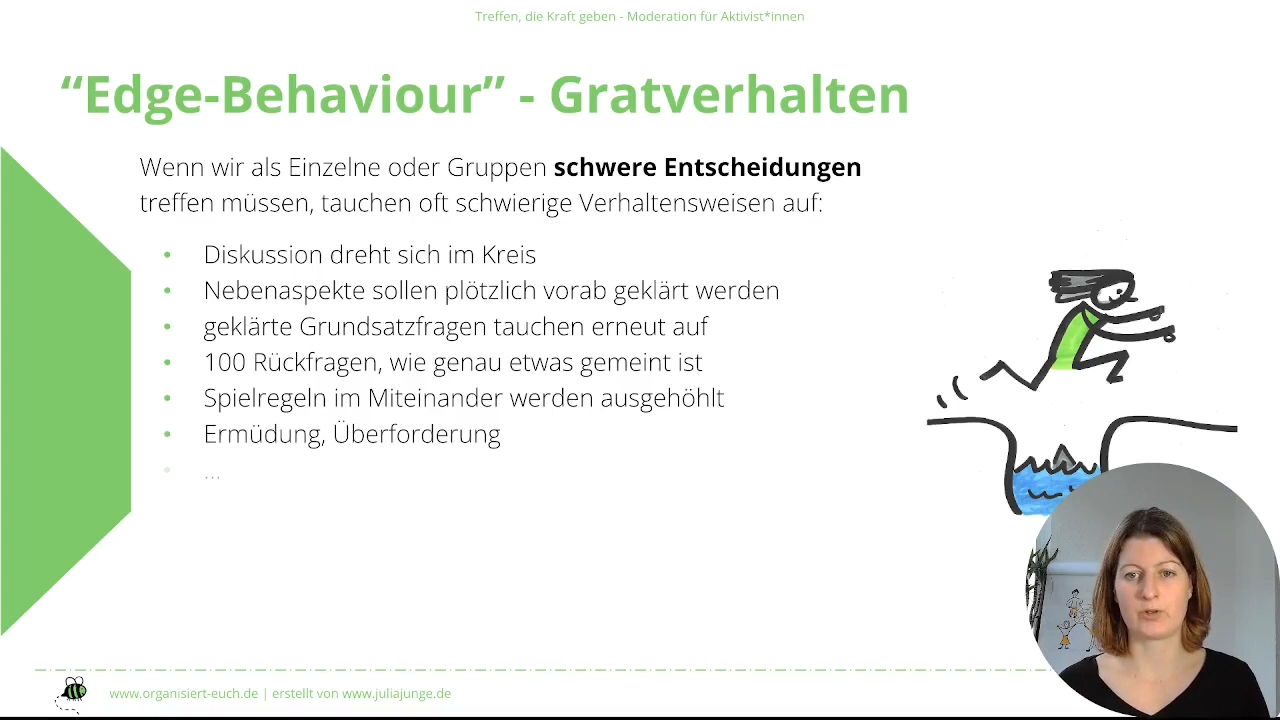 Treffen, die Kraft geben - Moderation für Aktivist*innen
“Edge-Behaviour” - Gratverhalten
Wenn wir als Einzelne oder Gruppen schwere Entscheidungen
treffen müssen, tauchen oft schwierige Verhaltensweisen auf:
• Diskussion dreht sich im Kreis
• Nebenaspekte sollen plötzlich vorab geklärt werden
• geklärte Grundsatzfragen tauchen erneut auf
• 100 Rückfragen, wie genau etwas gemeint ist
• Spielregeln im Miteinander werden ausgehöhlt
• Ermüdung, Überforderung
• ...
www.organisiert-euch.de | erstellt von www.juliajunge.de